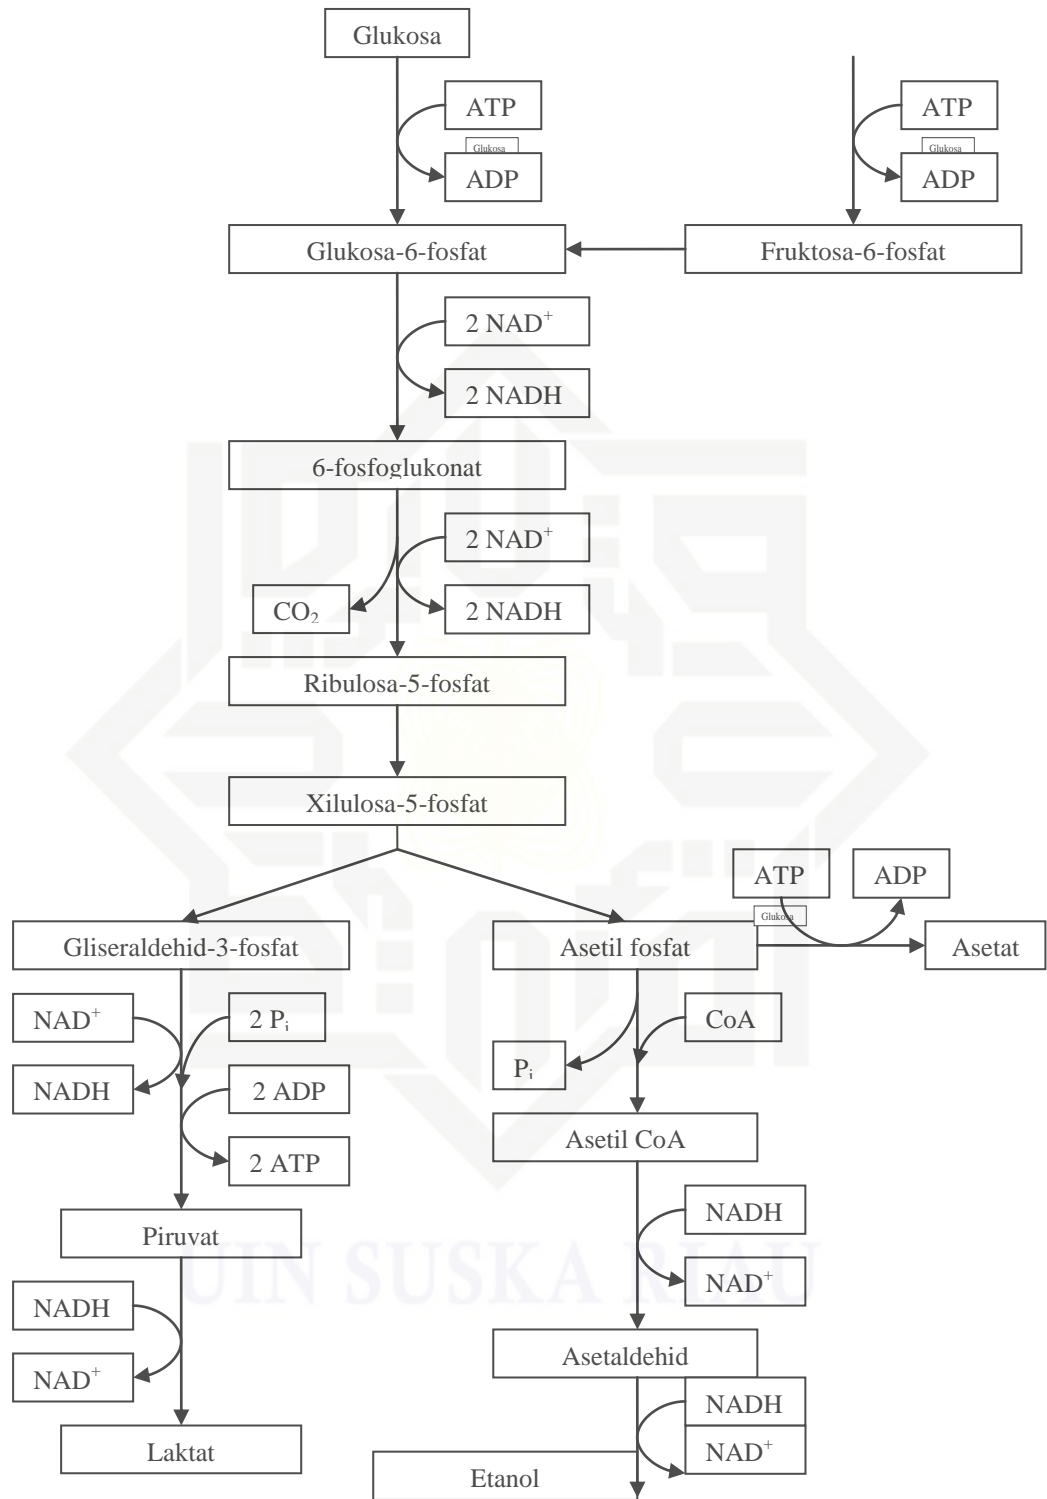 Glukosa
ATP
ATP
Glukosa
Glukosa
ADP
ADP
Glukosa-6-fosfat
Fruktosa-6-fosfat
2 NAD⁺
2 NADH
6-fosfoglukonat
2 NAD⁺
CO₂
2 NADH
Ribulosa-5-fosfat
Xilulosa-5-fosfat
ATP
ADP
Glukosa
Gliseraldehid-3-fosfat
Asetil fosfat
Asetat
NAD⁺
2 Pᵢ
CoA
Pᵢ
NADH
2 ADP
Asetil CoA
2 ATP
NADH
Piruvat
UIN SUSKA RIAU
NAD⁺
NADH
Asetaldehid
NAD⁺
NADH
Laktat
NAD⁺
Etanol